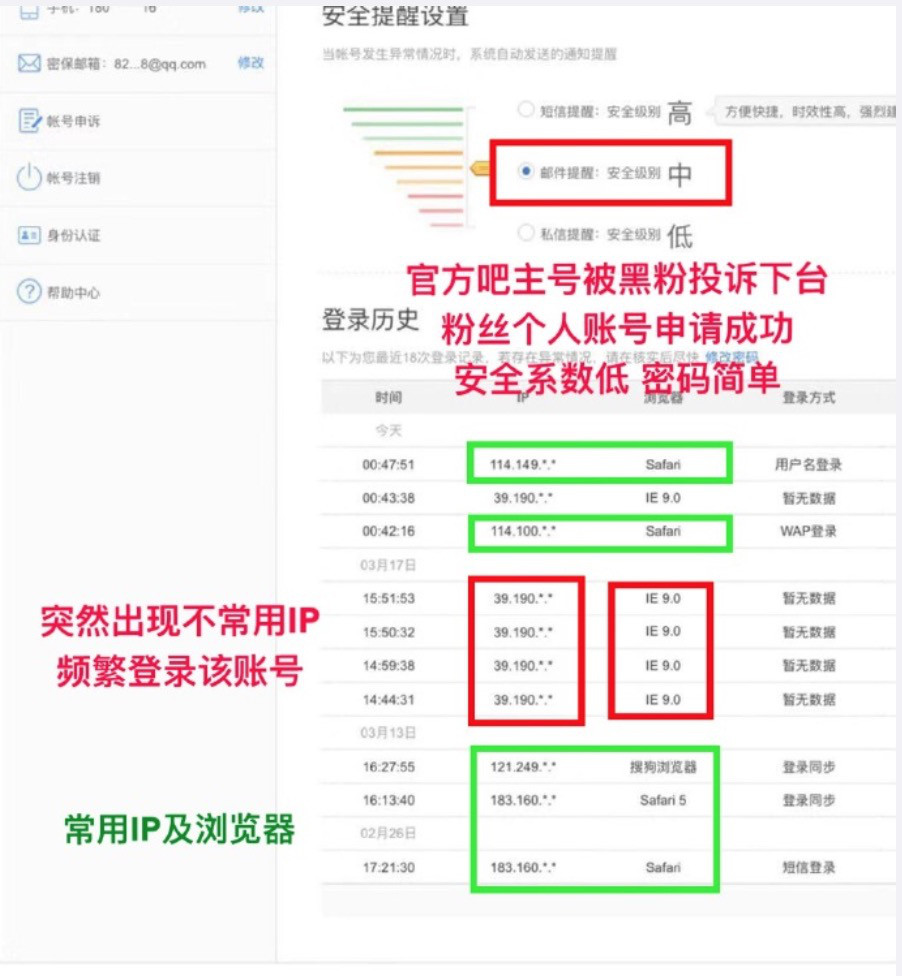 手机：180 16 修改
密保邮箱：82...8@qq.com 修改
帐号申诉
帐号注销
身份认证
帮助中心
安全提醒设置
当帐号发生异常情况时，系统自动发送的通知提醒
短信提醒：安全级别 高 方便快捷，时效性高，强烈建
邮件提醒：安全级别 中
私信提醒：安全级别 低
官方吧主号被黑粉投诉下台
登录历史
粉丝个人账号申请成功
以下为您最近18次登录记录，若存在异常情况，请在核实后尽快 修改密码
安全系数低 密码简单
时间 IP 浏览器 登录方式
今天
00:47:51 114.149.*.* Safari 用户名登录
00:43:38 39.190.*.* IE 9.0 暂无数据
00:42:16 114.100.*.* Safari WAP登录
03月17日
15:51:53 39.190.*.* IE 9.0 暂无数据
15:50:32 39.190.*.* IE 9.0 暂无数据
14:59:38 39.190.*.* IE 9.0 暂无数据
14:44:31 39.190.*.* IE 9.0 暂无数据
突然出现不常用IP
频繁登录该账号
03月13日
16:27:55 121.249.*.* 搜狗浏览器 登录同步
16:13:40 183.160.*.* Safari 5 登录同步
常用IP及浏览器
02月26日
17:21:30 183.160.*.* Safari 短信登录